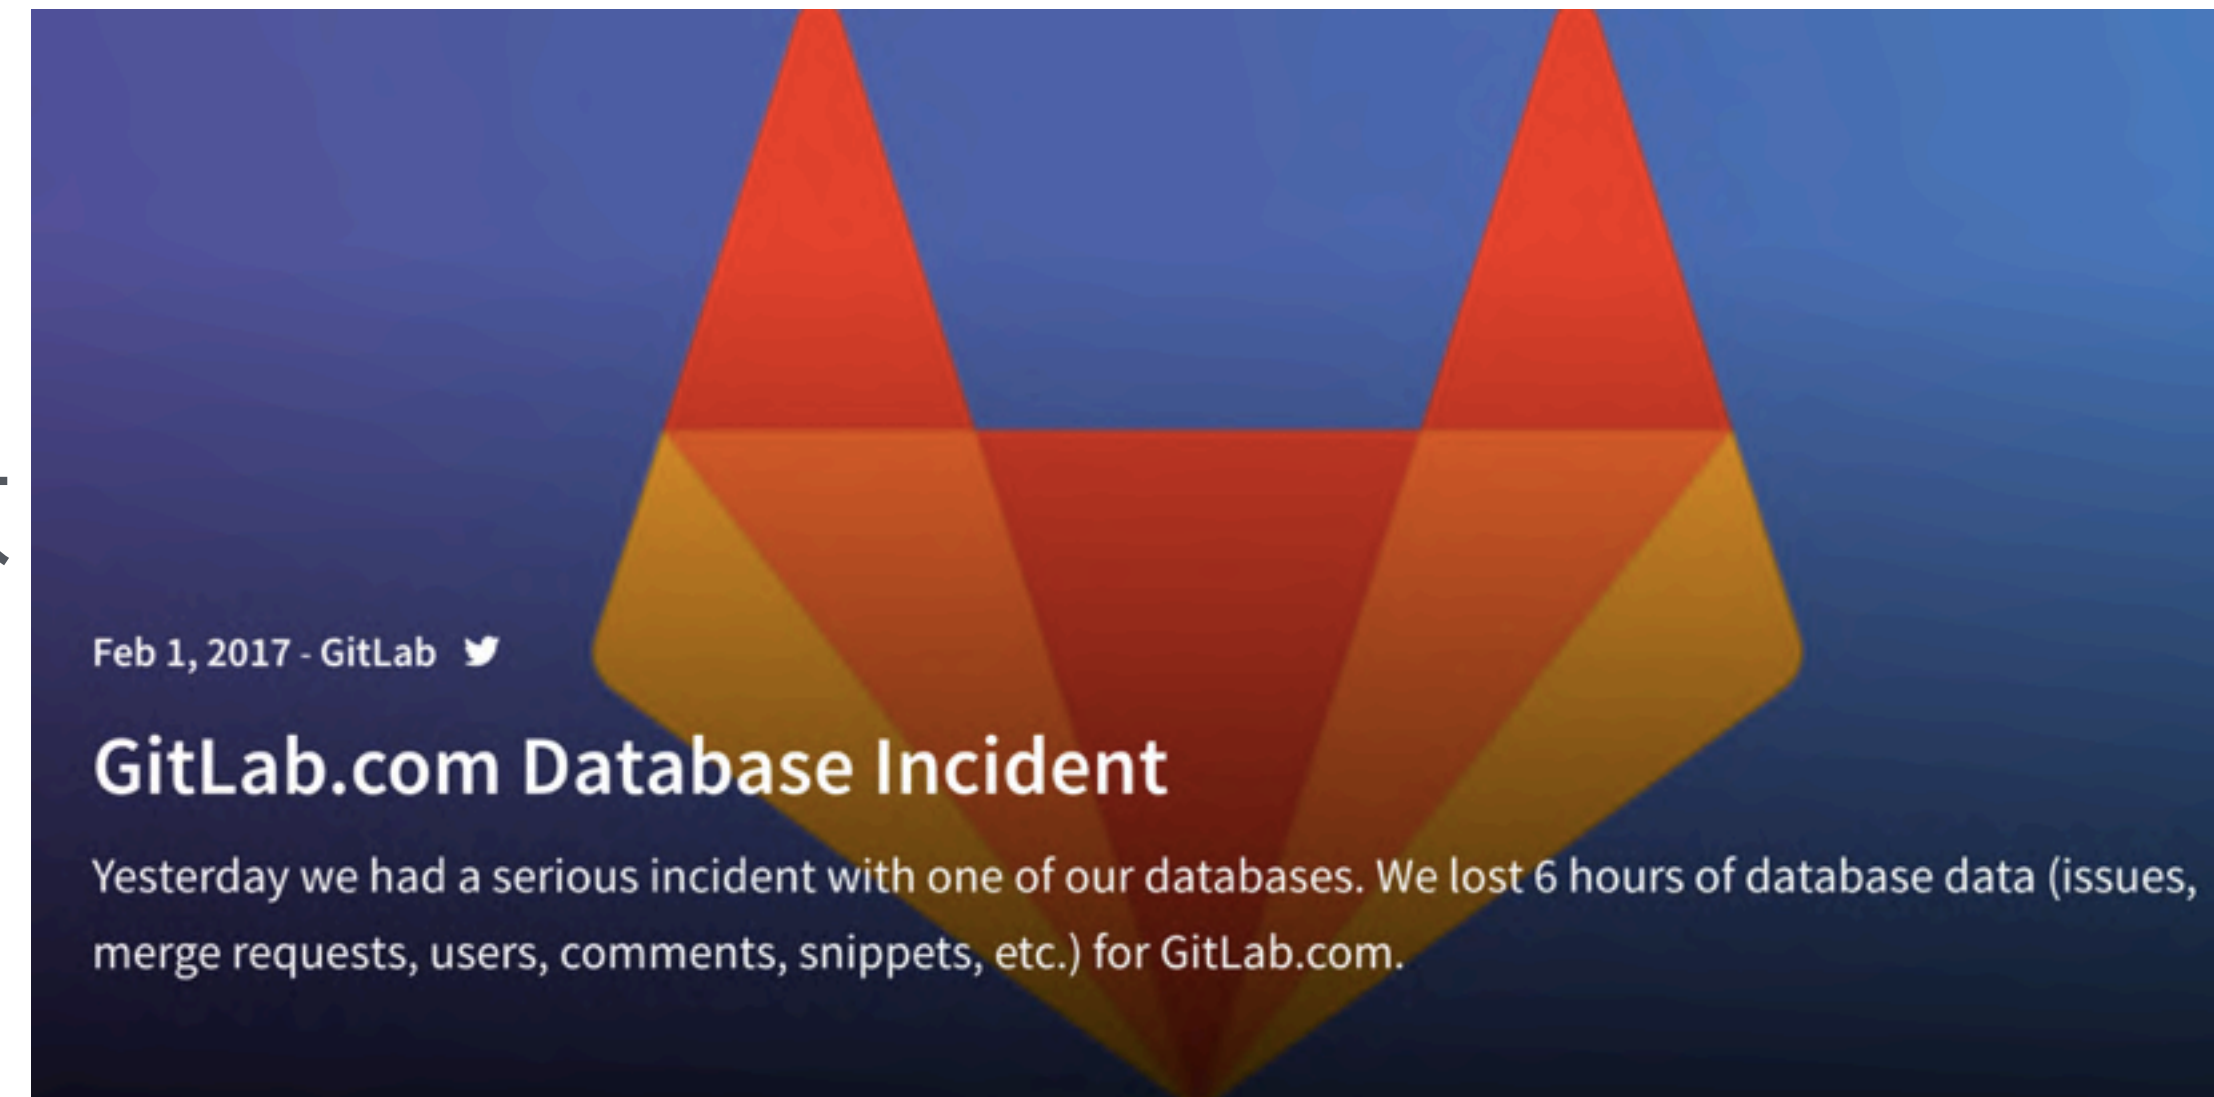 Feb 1, 2017 - GitLab
GitLab.com Database Incident
Yesterday we had a serious incident with one of our databases. We lost 6 hours of database data (issues,
merge requests, users, comments, snippets, etc.) for GitLab.com.